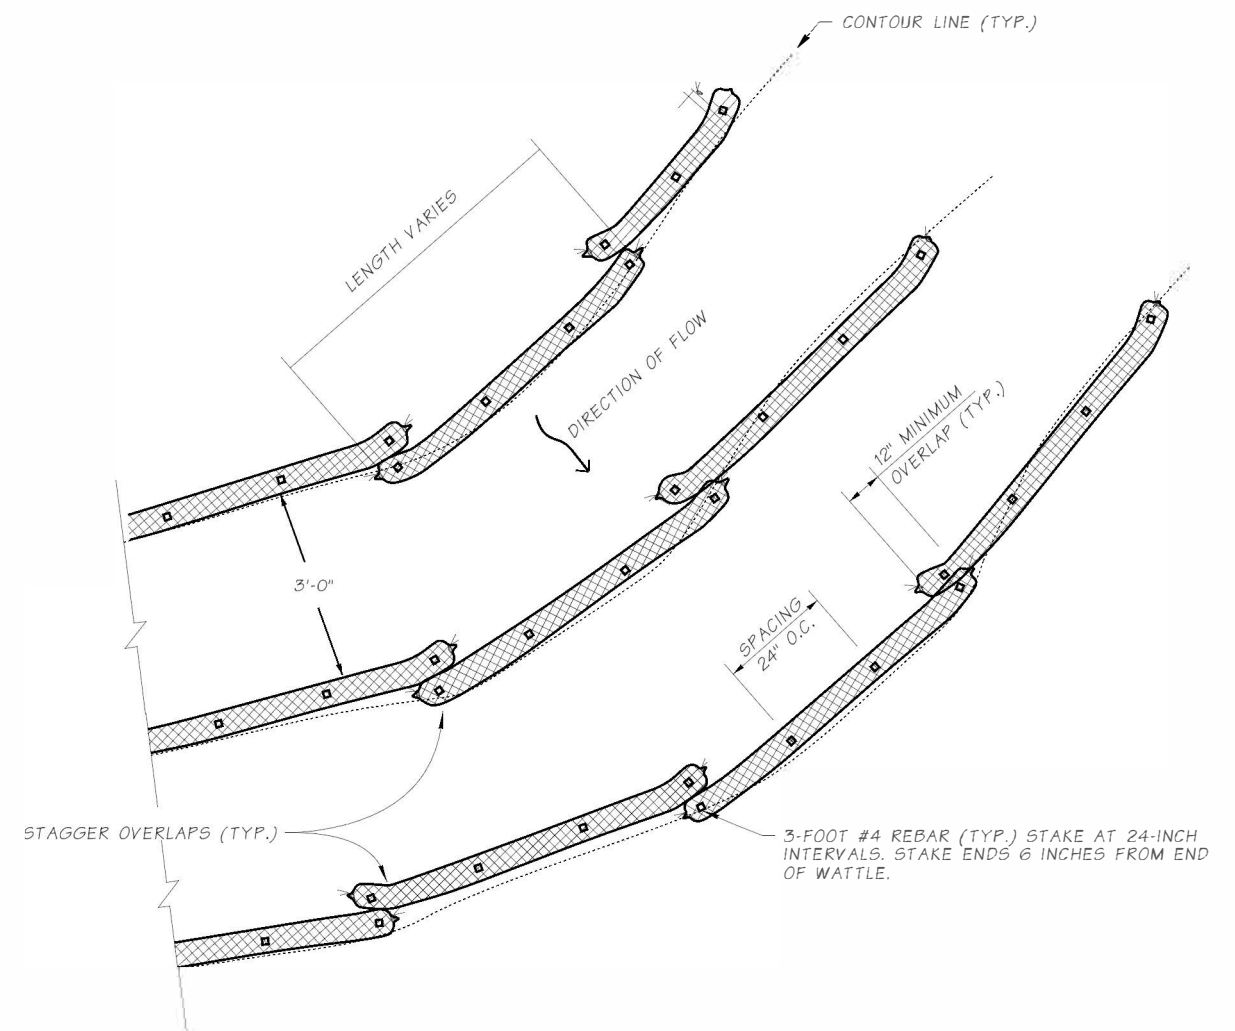 CONTOUR LINE (TYP.)
LENGTH VARIES
DIRECTION OF FLOW
12" MINIMUM
OVERLAP (TYP.)
3'-0"
SPACING
24" O.C.
STAGGER OVERLAPS (TYP.)
3-FOOT #4 REBAR (TYP.) STAKE AT 24-INCH
INTERVALS. STAKE ENDS 6 INCHES FROM END
OF WATTLE.